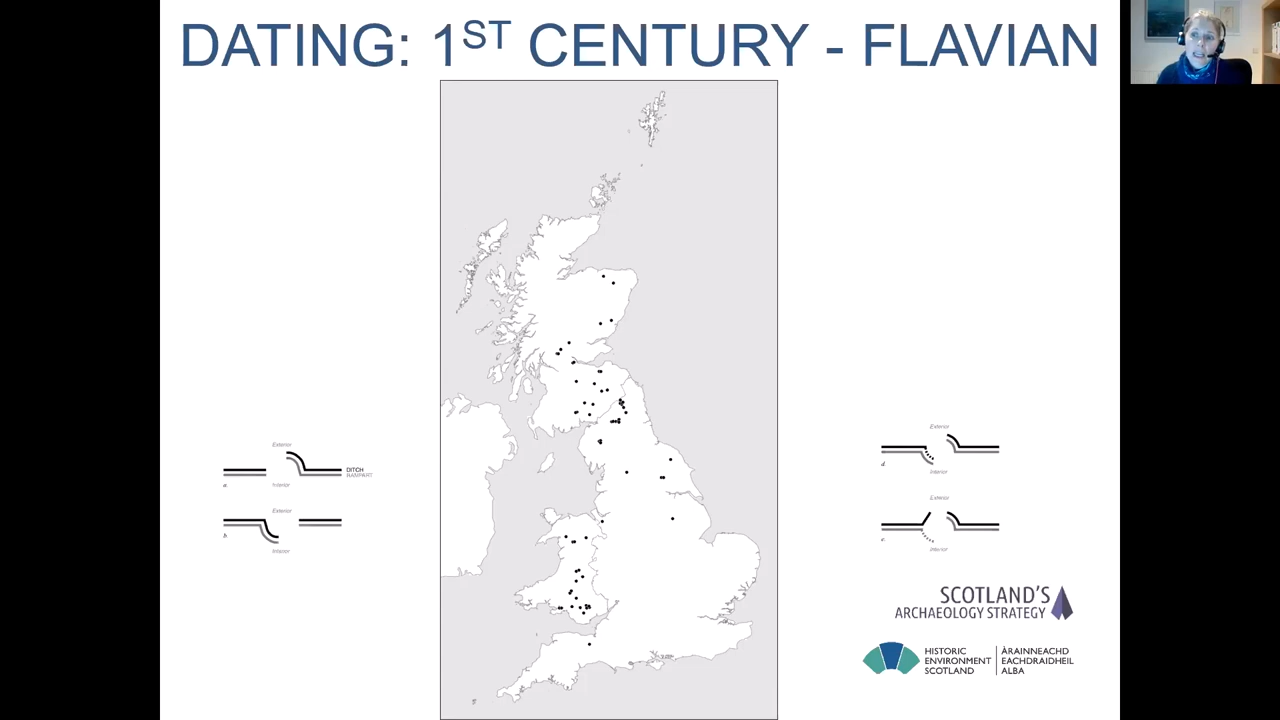 DATING: 1ST CENTURY - FLAVIAN
Exterior
DITCH
RAMPART
a
Interior
Exterior
b
Interior
Exterior
d
Interior
Exterior
e
Interior
SCOTLAND'S
ARCHAEOLOGY STRATEGY
HISTORIC
ENVIRONMENT
SCOTLAND
ÀRAINNEACHD
EACHDRAIDHEIL
ALBA